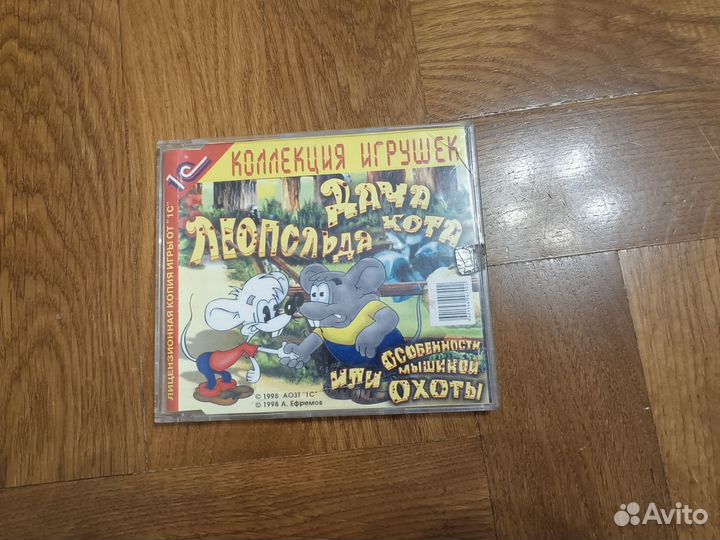 1С
КОЛЛЕКЦИЯ ИГРУШЕК
ДАЧА
КОТА
ЛЕОПОЛЬДА
ИЛИ
ОСОБЕННОСТИ
МЫШИНОЙ
ОХОТЫ
© 1998 АОЗТ "1С"
© 1998 А. Ефремов
ЛИЦЕНЗИОННАЯ КОПИЯ ИГРЫ ОТ "1С"
Avito